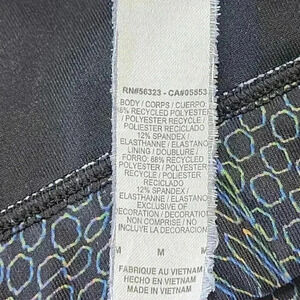 RN#56323 - CA#05553
BODY / CORPS / CUERPO
88% RECYCLED POLYESTER
/ POLYESTER RECYCLE /
POLIESTER RECICLADO
12% SPANDEX /
ELASTHANNE / ELASTANO
LINING / DOUBLURE /
FORRO: 88% RECYCLED
POLYESTER / POLYESTER
RECYCLE / POLIESTER
RECICLADO
12% SPANDEX /
ELASTHANNE / ELASTANO
EXCLUSIVE OF
DECORATION / DECORATION
NON COMPRISE / NO
INCLUYE LA DECORACION
M M M
FABRIQUE AU VIETNAM
HECHO EN VIETNAM
MADE IN VIETNAM